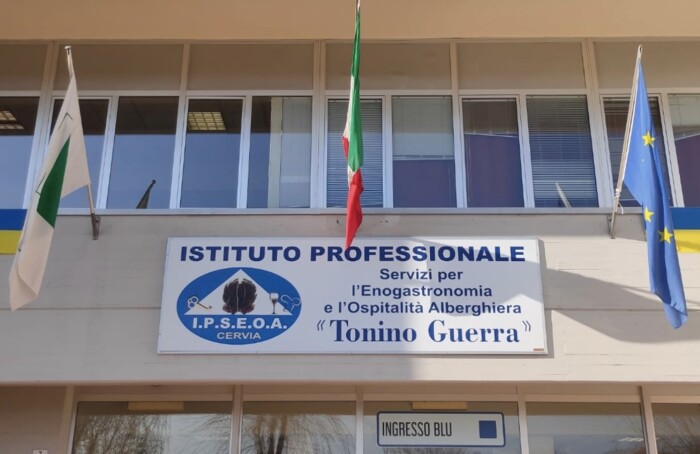 ISTITUTO PROFESSIONALE
Servizi per
l'Enogastronomia
e l'Ospitalità Alberghiera
"Tonino Guerra"
I.P.S.E.O.A.
CERVIA
INGRESSO BLU